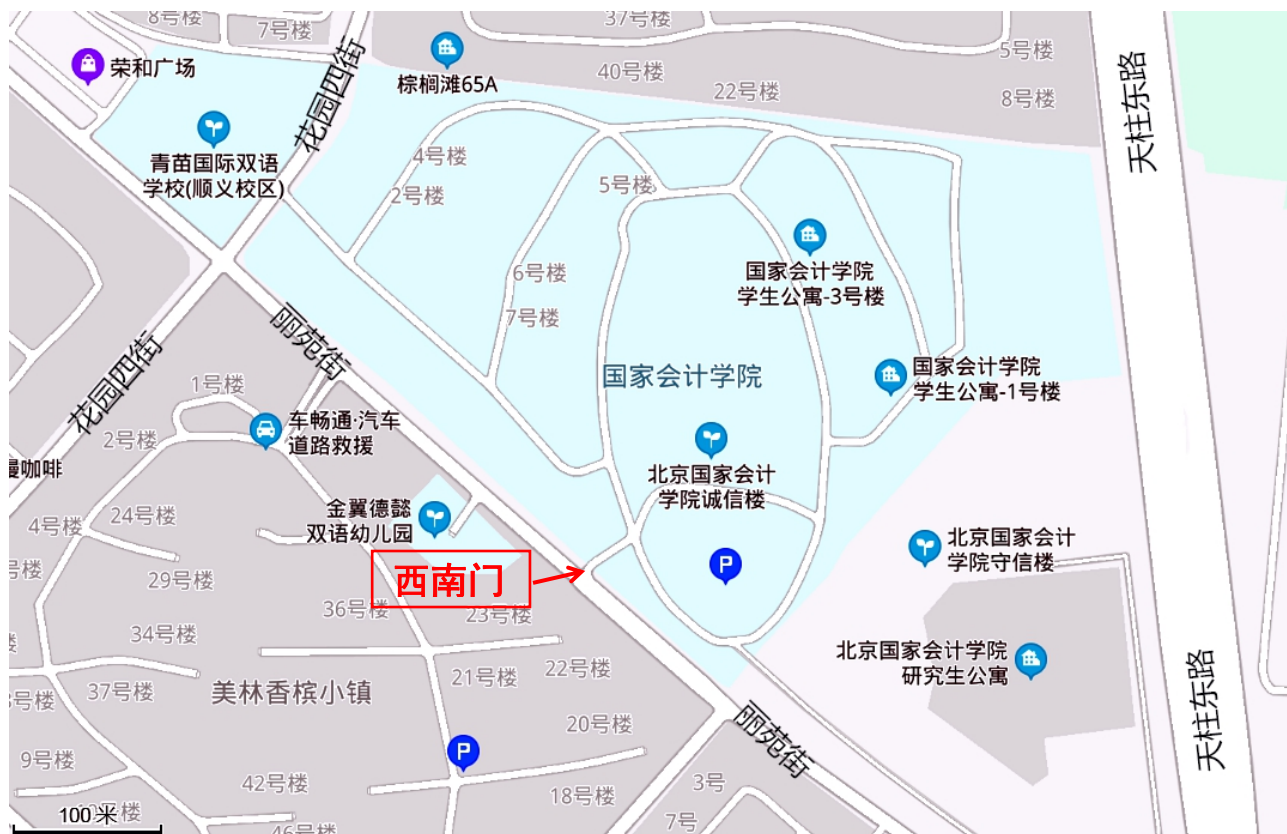 8号楼
7号楼
37号楼
5号楼
荣和广场
花园四街
棕榈滩65A
40号楼
22号楼
8号楼
天柱东路
青苗国际双语
学校(顺义校区)
4号楼
2号楼
5号楼
国家会计学院
学生公寓-3号楼
6号楼
7号楼
丽苑街
花园四街
1号楼
国家会计学院
国家会计学院
学生公寓-1号楼
车畅通·汽车
道路救援
2号楼
咖啡
北京国家会计
学院诚信楼
金翼德懿
双语幼儿园
24号楼
4号楼
北京国家会计
学院守信楼
号楼
29号楼
西南门
36号楼
23号楼
34号楼
楼
北京国家会计学院
研究生公寓
21号楼
22号楼
37号楼
美林香槟小镇
号楼
丽苑街
天柱东路
20号楼
P
P
9号楼
42号楼
18号楼
3号
100米
号楼
46号楼
7号